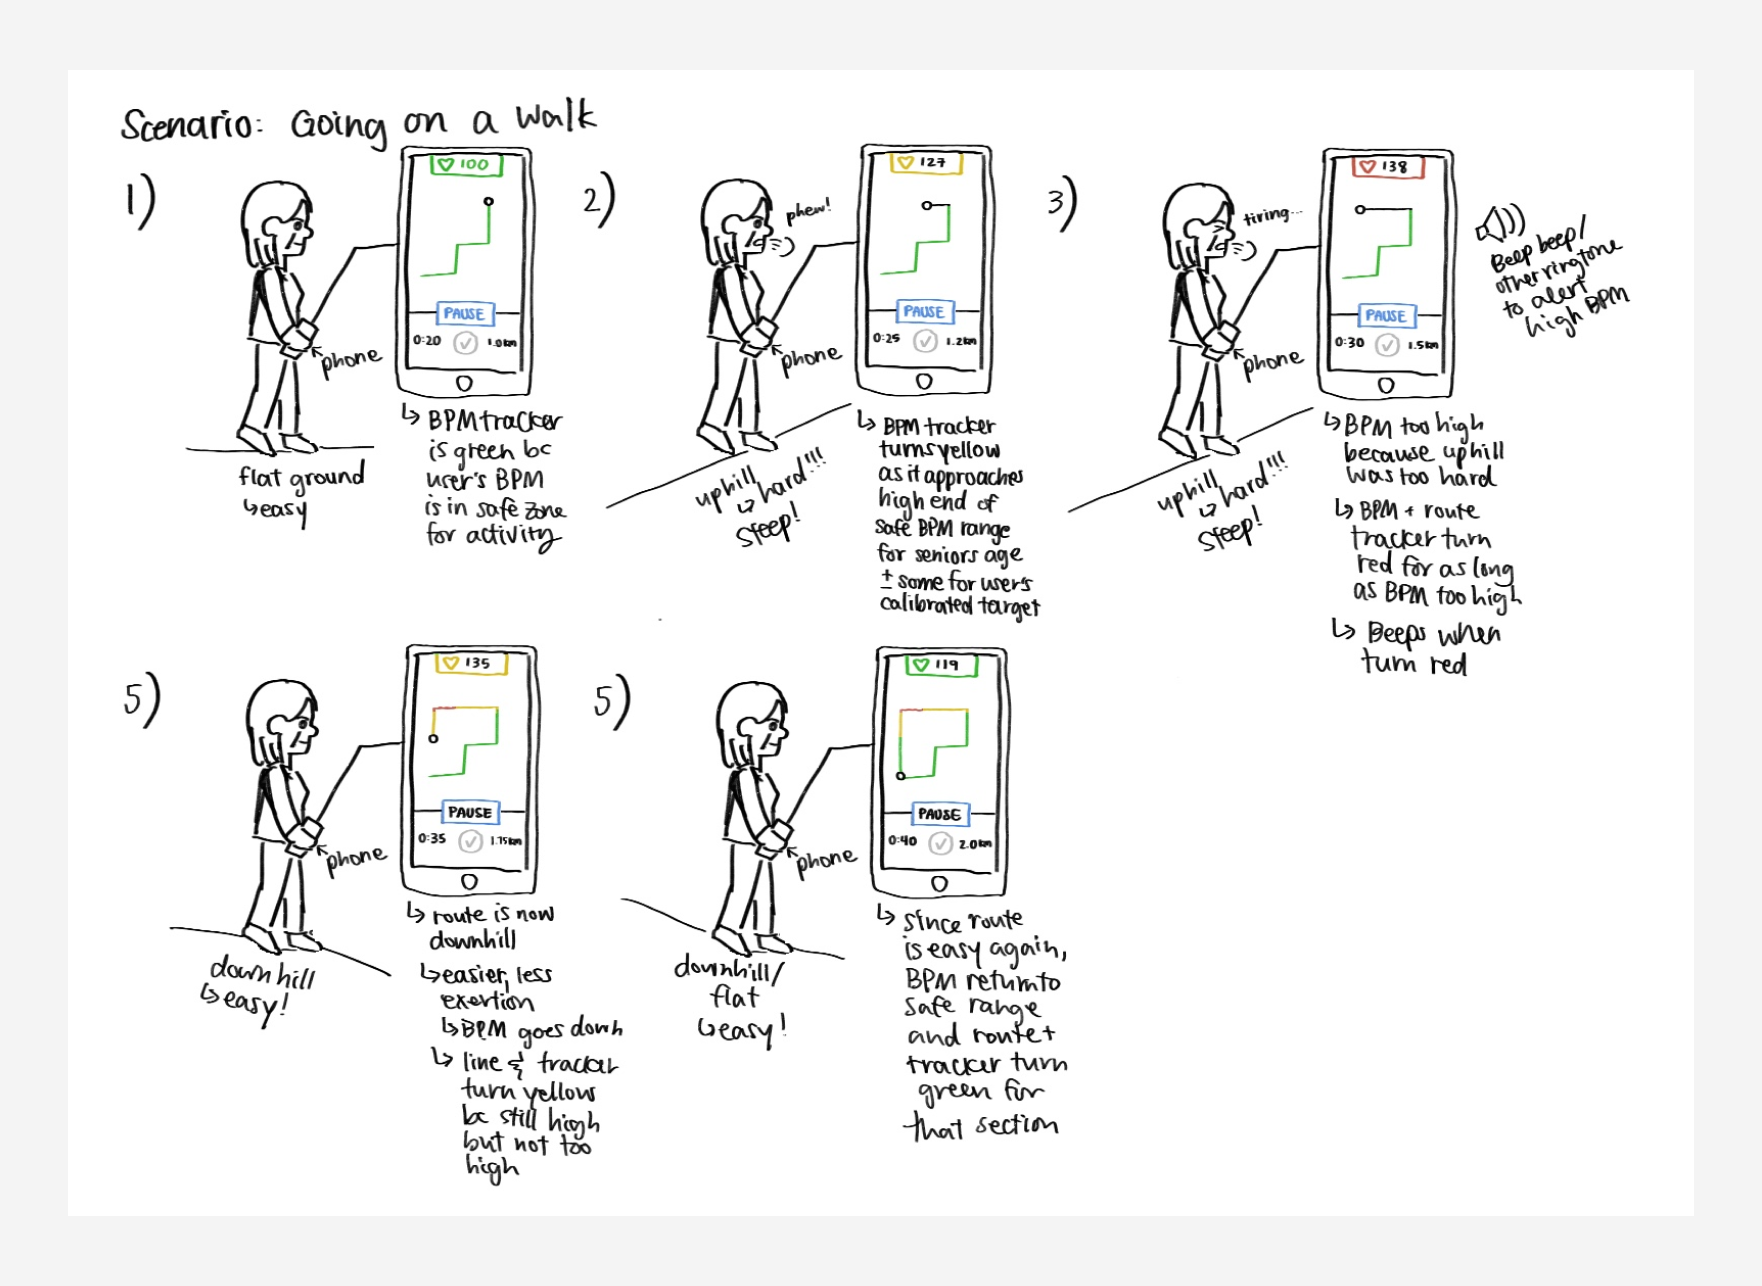 Scenario: Going on a walk
1)
♡ 100
PAUSE
0:20 ✓ 1.0km
phone
flat ground
↳easy
↳ BPM tracker
is green bc
user's BPM
is in safe zone
for activity
2)
phew!
♡ 127
PAUSE
0:25 ✓ 1.2km
phone
uphill
↳ hard!!!
steep!
↳ BPM tracker
turns yellow
as it approaches
high end of
safe BPM range
for seniors age
± some for user's
calibrated target
3)
tiring...
♡ 138
PAUSE
0:30 ✓ 1.5km
phone
Beep beep/
other ringtone
to alert
high BPM
uphill
↳ hard!!!
steep!
↳ BPM too high
because uphill
was too hard
↳ BPM + route
tracker turn
red for as long
as BPM too high
↳ Beeps when
turn red
5)
♡ 135
PAUSE
0:35 ✓ 1.75km
phone
downhill
↳easy!
↳ route is now
downhill
↳easier, less
exertion
↳BPM goes down
↳ line & tracker
turn yellow
bc still high
but not too
high
5)
♡ 119
PAUSE
0:40 ✓ 2.0km
phone
downhill/
flat
↳easy!
↳ since route
is easy again,
BPM return to
safe range
and route +
tracker turn
green for
that section